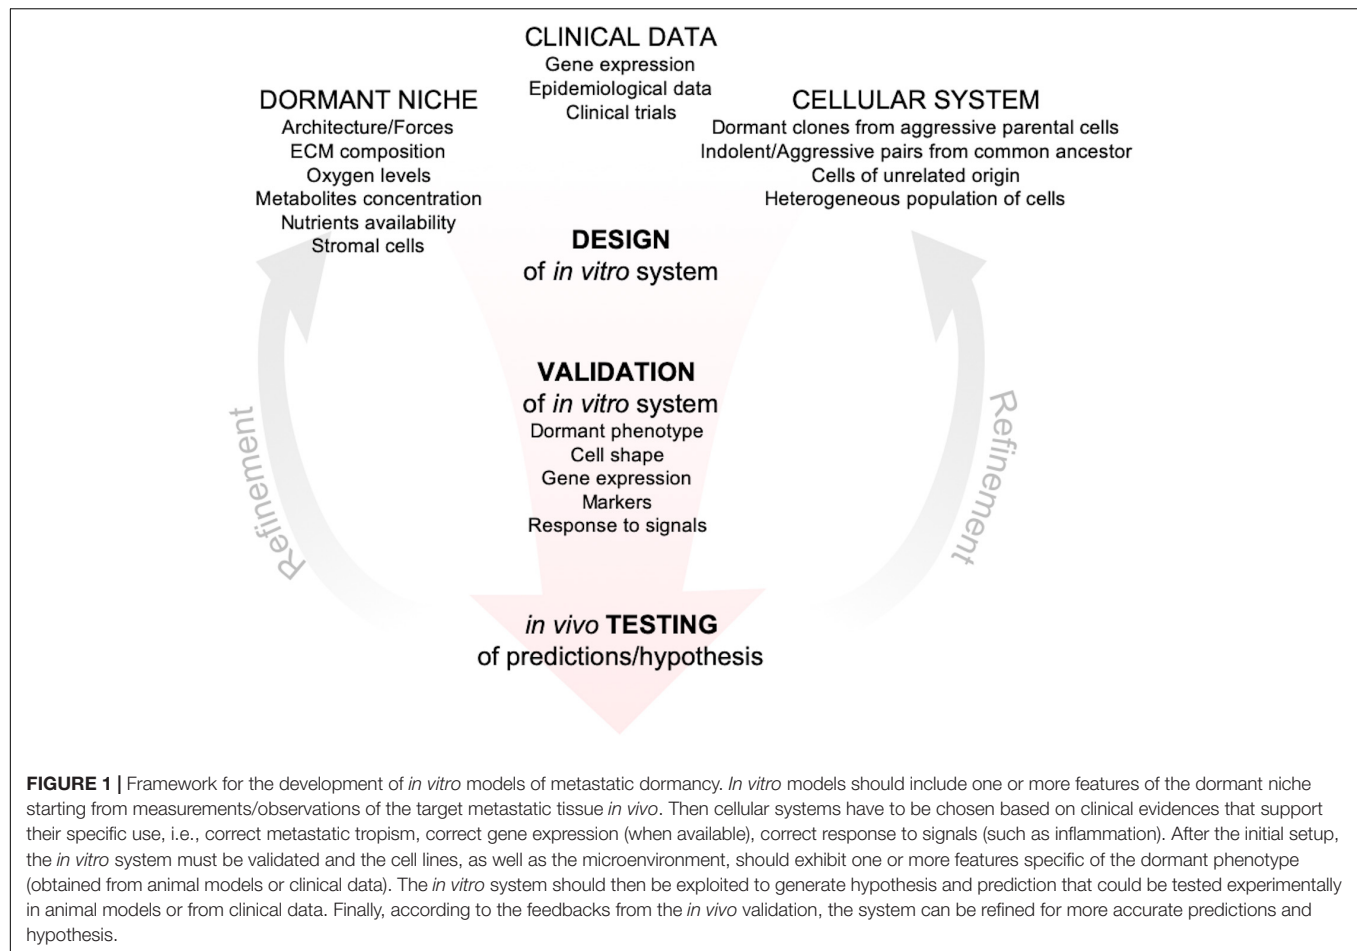 CLINICAL DATA
Gene expression
Epidemiological data
Clinical trials
DORMANT NICHE
Architecture/Forces
ECM composition
Oxygen levels
Metabolites concentration
Nutrients availability
Stromal cells
CELLULAR SYSTEM
Dormant clones from aggressive parental cells
Indolent/Aggressive pairs from common ancestor
Cells of unrelated origin
Heterogeneous population of cells
DESIGN
of in vitro system
VALIDATION
of in vitro system
Dormant phenotype
Cell shape
Gene expression
Markers
Response to signals
Refinement
Refinement
in vivo TESTING
of predictions/hypothesis
FIGURE 1 | Framework for the development of in vitro models of metastatic dormancy. In vitro models should include one or more features of the dormant niche
starting from measurements/observations of the target metastatic tissue in vivo. Then cellular systems have to be chosen based on clinical evidences that support
their specific use, i.e., correct metastatic tropism, correct gene expression (when available), correct response to signals (such as inflammation). After the initial setup,
the in vitro system must be validated and the cell lines, as well as the microenvironment, should exhibit one or more features specific of the dormant phenotype
(obtained from animal models or clinical data). The in vitro system should then be exploited to generate hypothesis and prediction that could be tested experimentally
in animal models or from clinical data. Finally, according to the feedbacks from the in vivo validation, the system can be refined for more accurate predictions and
hypothesis.